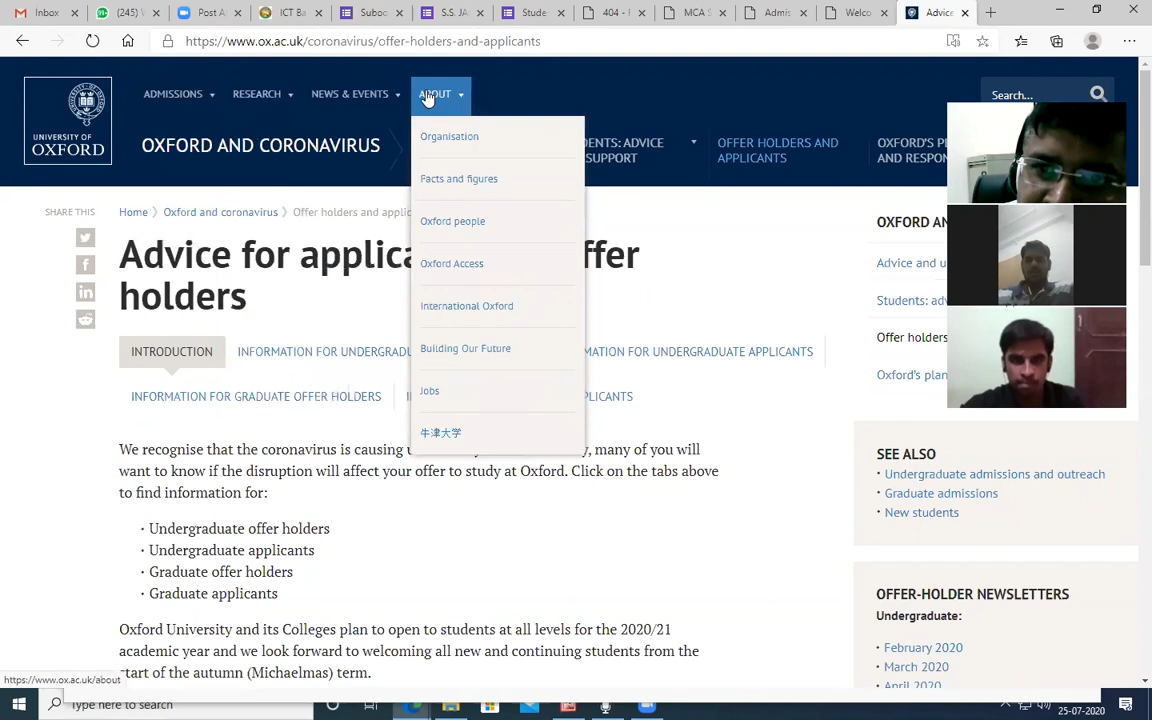 Inbox
(245) W
Post A
ICT Ba
Suboc
S.S. JA
Stude
404 - F
MCA S
Admis
Welco
Advice
https://www.ox.ac.uk/coronavirus/offer-holders-and-applicants
UNIVERSITY OF
OXFORD
ADMISSIONS
RESEARCH
NEWS & EVENTS
ABOUT
Search...
OXFORD AND CORONAVIRUS
DENTS: ADVICE
SUPPORT
OFFER HOLDERS AND
APPLICANTS
OXFORD'S PL
AND RESPON
Organisation
Facts and figures
Oxford people
Oxford Access
International Oxford
Building Our Future
Jobs
牛津大学
SHARE THIS
Home
Oxford and coronavirus
Offer holders and applic
Advice for applica ffer
holders
INTRODUCTION
INFORMATION FOR UNDERGRADU
MATION FOR UNDERGRADUATE APPLICANTS
INFORMATION FOR GRADUATE OFFER HOLDERS
PLICANTS
We recognise that the coronavirus is causing y, many of you will
want to know if the disruption will affect your offer to study at Oxford. Click on the tabs above
to find information for:
· Undergraduate offer holders
· Undergraduate applicants
· Graduate offer holders
· Graduate applicants
Oxford University and its Colleges plan to open to students at all levels for the 2020/21
academic year and we look forward to welcoming all new and continuing students from the
start of the autumn (Michaelmas) term.
OXFORD AN
Advice and u
Students: adv
Offer holders
Oxford's plan
SEE ALSO
· Undergraduate admissions and outreach
· Graduate admissions
· New students
OFFER-HOLDER NEWSLETTERS
Undergraduate:
· February 2020
· March 2020
· April 2020
https://www.ox.ac.uk/about
Type here to search
25-07-2020